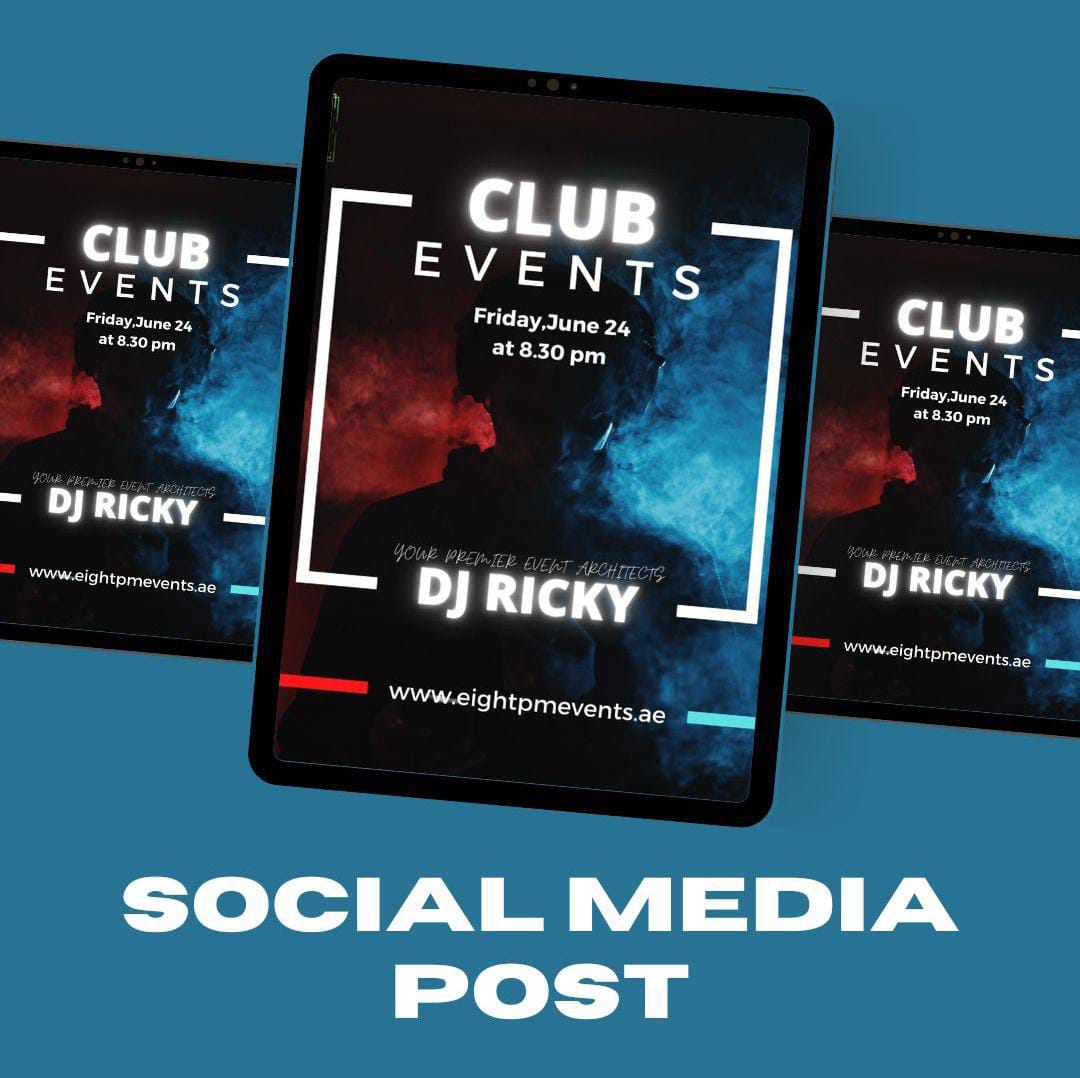 CLUB
EVENTS
Friday,June 24
at 8.30 pm
YOUR PREMIER EVENT ARCHITECTS
DJ RICKY
www.eightpmevents.ae
CLUB
EVENTS
Friday,June 24
at 8.30 pm
YOUR PREMIER EVENT ARCHITECTS
DJ RICKY
www.eightpmevents.ae
CLUB
EVENTS
Friday,June 24
at 8.30 pm
YOUR PREMIER EVENT ARCHITECTS
DJ RICKY
www.eightpmevents.ae
SOCIAL MEDIA
POST